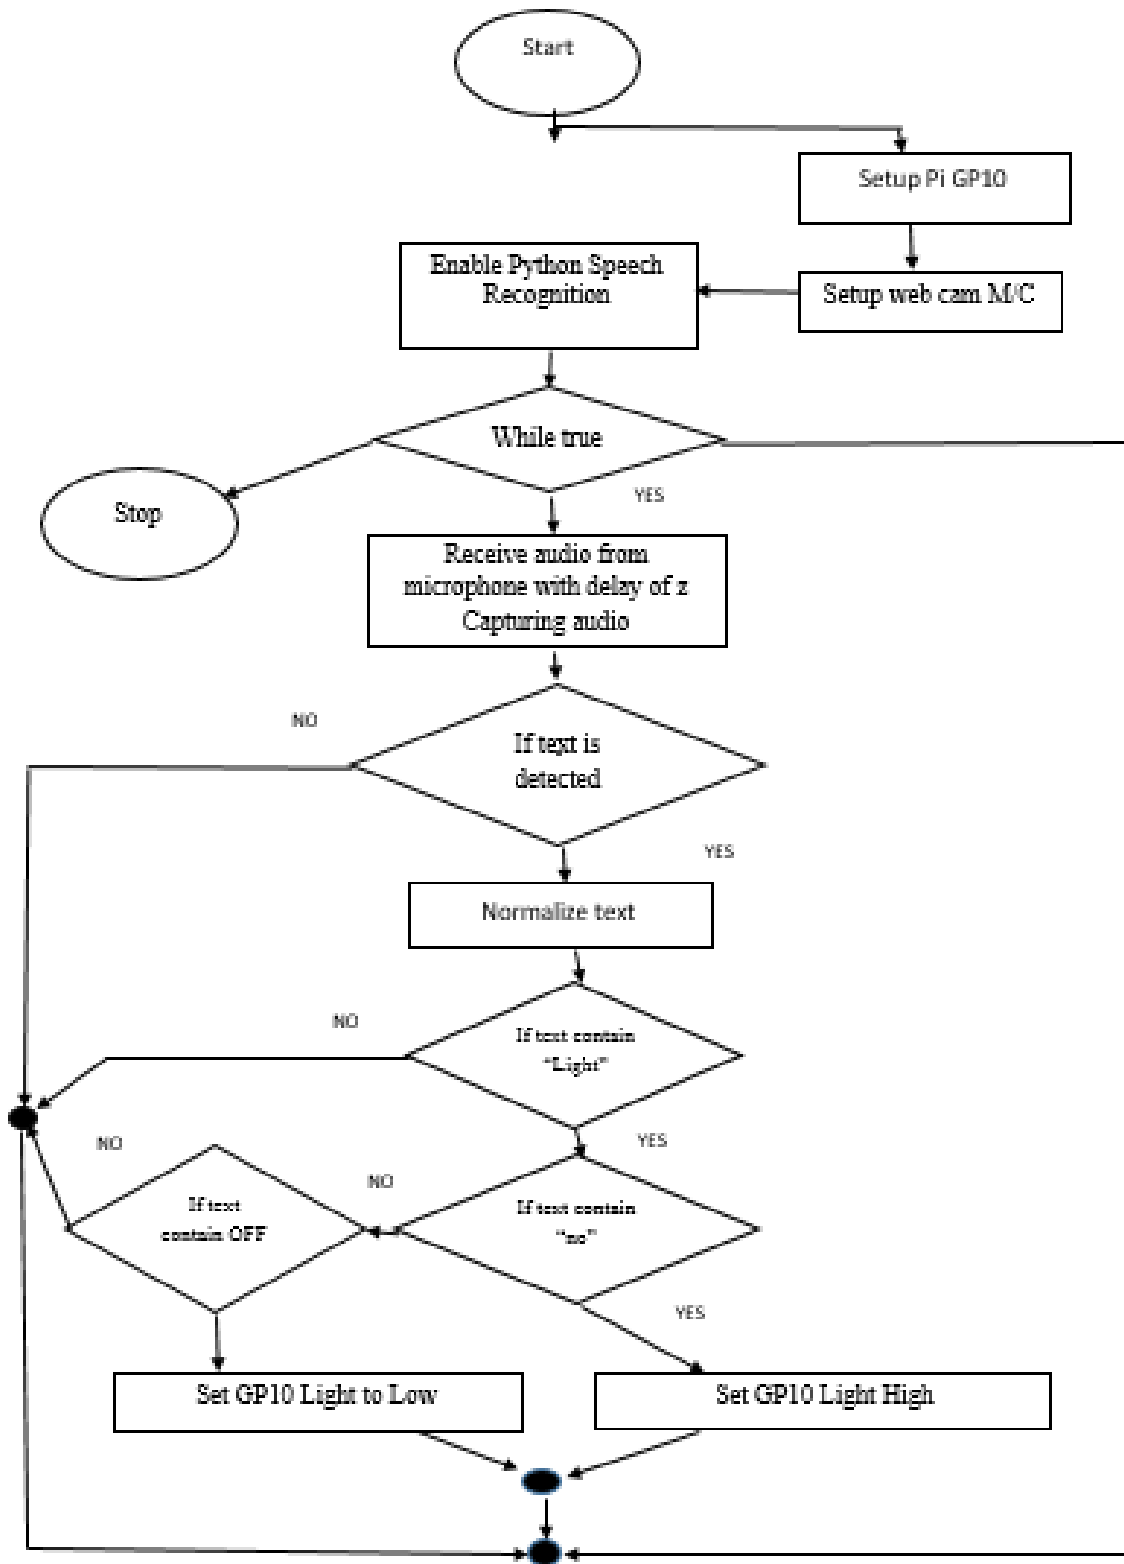 Start
Setup Pi GP10
Enable Python Speech
Recognition
Setup web cam M/C
While true
Stop
YES
Receive audio from
microphone with delay of z
Capturing audio
NO
If text is
detected
YES
Normalize text
NO
If text contain
“Light”
YES
NO
If text
contain OFF
NO
If text contain
“no”
YES
Set GP10 Light to Low
Set GP10 Light High